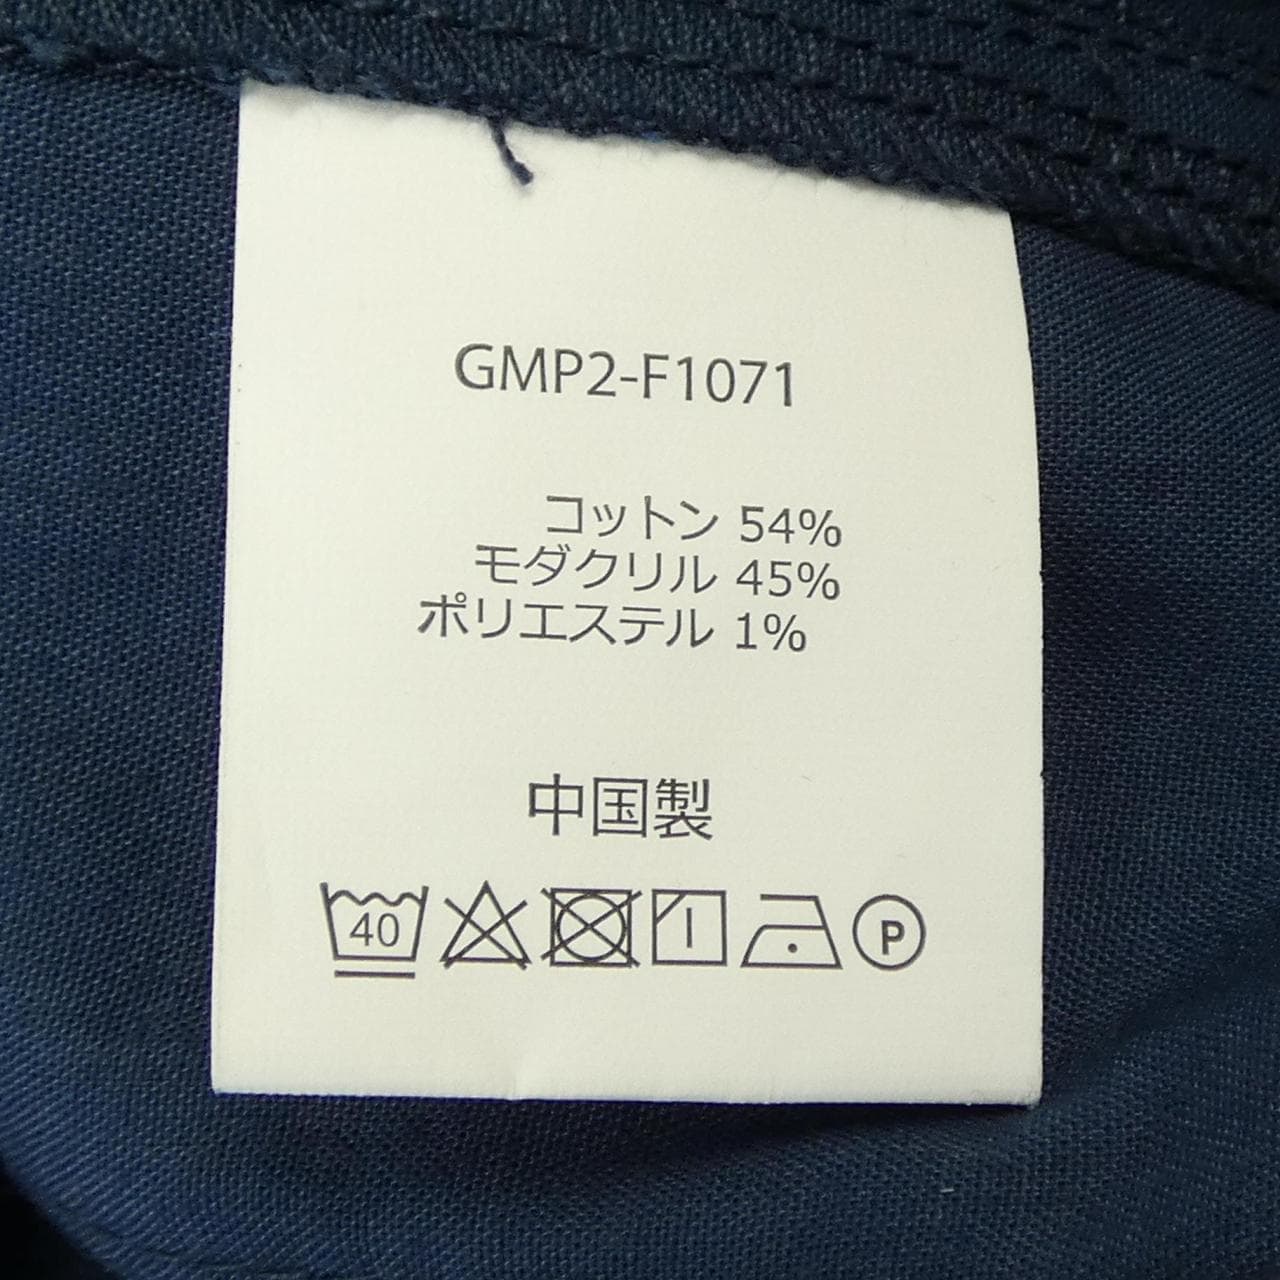 GMP2-F1071
コットン 54%
モダクリル 45%
ポリエステル 1%
中国製
40 P